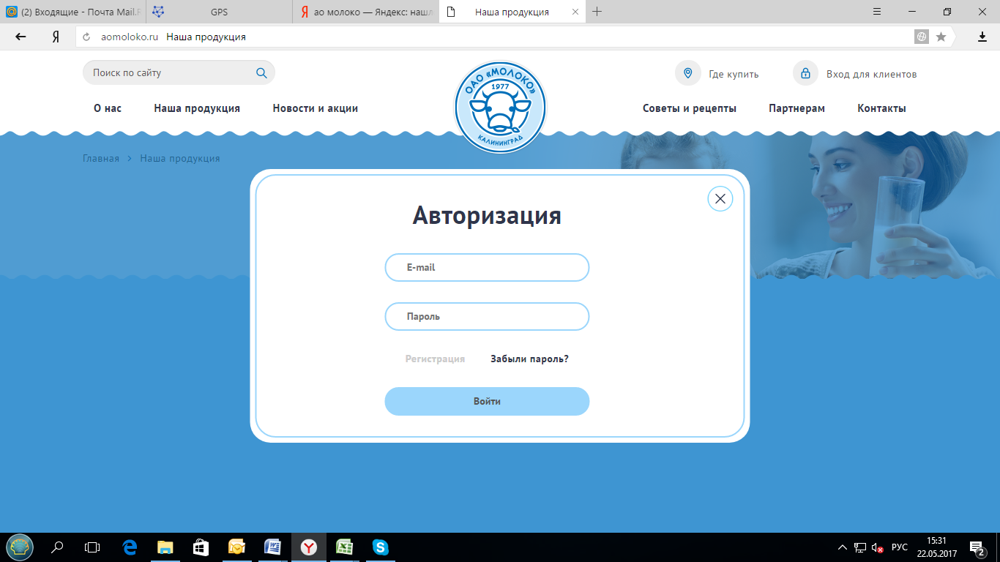 (2) Входящие - Почта Mail.R
GPS
ао молоко — Яндекс: нашл
Наша продукция
aomoloko.ru Наша продукция
Поиск по сайту
Где купить
Вход для клиентов
О нас
Наша продукция
Новости и акции
ОАО «МОЛОКО»
1977
КАЛИНИНГРАД
Советы и рецепты
Партнерам
Контакты
Главная > Наша продукция
Авторизация
E-mail
Пароль
Регистрация
Забыли пароль?
Войти
РУС
15:31
22.05.2017
2